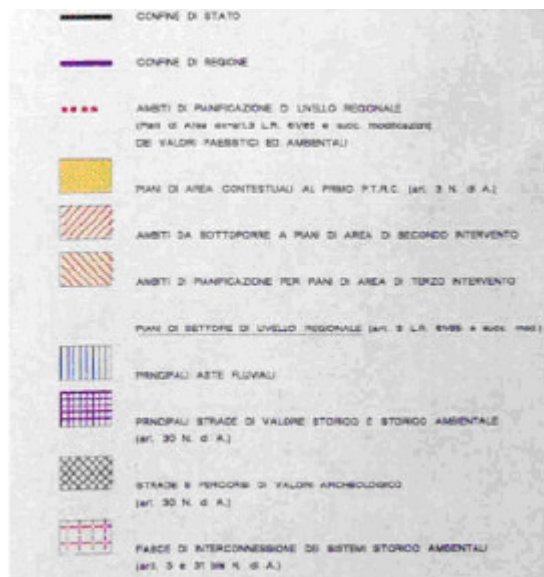 CONFINE DI STATO
CONFINE DI REGIONE
AMBITI DI PIANIFICAZIONE DI LIVELLO REGIONALE
(Piani di Area L.R. 61/85 e succ. modificazioni)
DEI VALORI PAESISTICI ED AMBIENTALI
PIANI DI AREA CONTESTUALI AL PRIMO P.T.R.C. (art. 3 N. di A.)
AMBITI DA SOTTOPORRE A PIANI DI AREA DI SECONDO INTERVENTO
AMBITI DI PIANIFICAZIONE PER PIANI DI AREA DI TERZO INTERVENTO
PIANI DI SETTORE DI LIVELLO REGIONALE (art. L.R. 61/85 e succ. mod.)
PRINCIPALI ASTE FLUVIALI
PRINCIPALI STRADE DI VALORE STORICO E STORICO AMBIENTALE
(art. 30 N. di A.)
STRADE E PERCORSI DI VALORE ARCHEOLOGICO
(art. 30 N. di A.)
FASCE DI INTERCONNESSIONE DEI SISTEMI STORICO AMBIENTALI
(artt. 3 e 31 bis N. di A.)